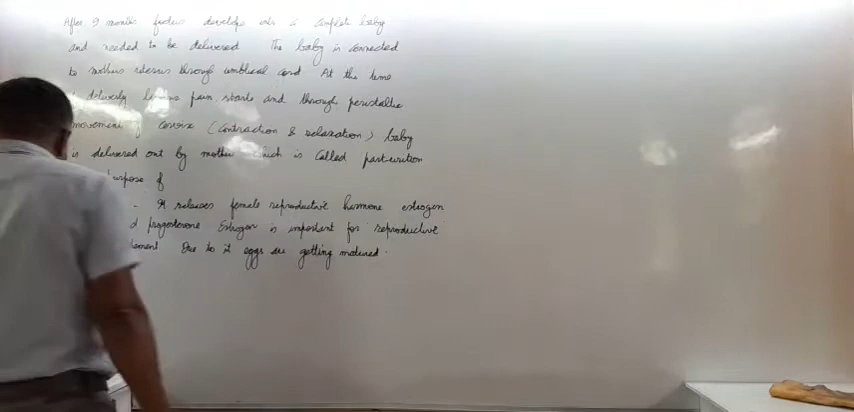 After 9 months foetus develops into a complete baby
and needed to be delivered The baby is connected
to mothers uterus through umblical cord At the time
delivery pain starts and through peristaltic
movement of cervix (contraction & relaxation) baby
is delivered out by mother which is called parturition
purpose of
- It releases female reproductive hormone estrogen
progesterone Estrogen is important for reproductive
Due to it eggs are getting matured.